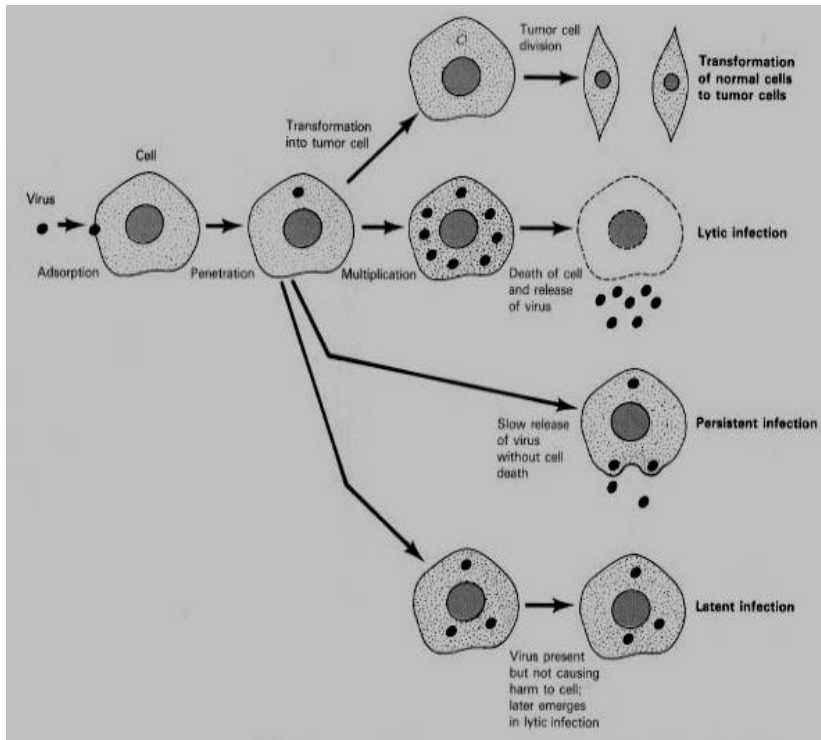 Tumor cell
division
Transformation
of normal cells
to tumor cells
Transformation
into tumor cell
Cell
Virus
Adsorption
Penetration
Multiplication
Death of cell
and release
of virus
Lytic infection
Slow release
of virus
without cell
death
Persistent infection
Latent infection
Virus present
but not causing
harm to cell;
later emerges
in lytic infection